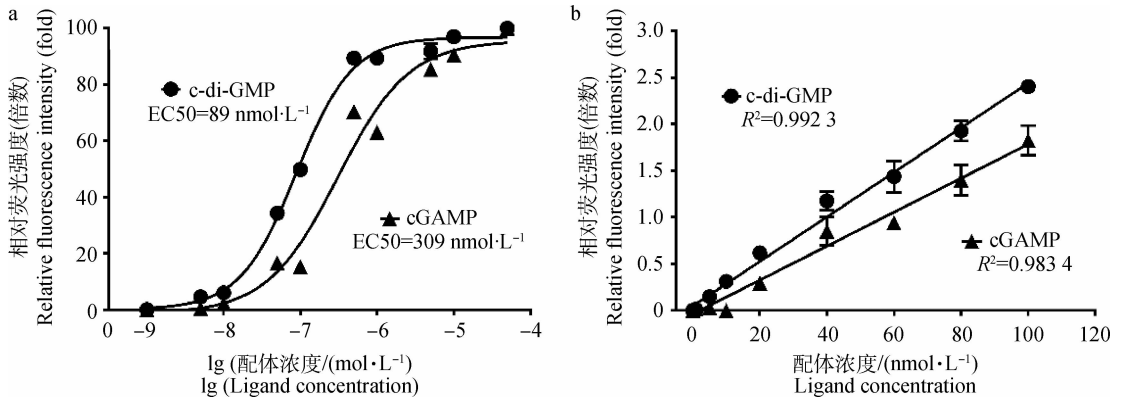 a
相对荧光强度(倍数)
Relative fluorescence intensity (fold)
100
80
60
40
20
0
c-di-GMP
EC50=89 nmol·L⁻¹
cGAMP
EC50=309 nmol·L⁻¹
0 −9 −8 −7 −6 −5 −4
lg (配体浓度/(mol·L⁻¹)
lg (Ligand concentration)
b
相对荧光强度(倍数)
Relative fluorescence intensity (fold)
3.0
2.5
2.0
1.5
1.0
0.5
0
c-di-GMP
R²=0.992 3
cGAMP
R²=0.983 4
0 20 40 60 80 100 120
配体浓度/(nmol·L⁻¹)
Ligand concentration